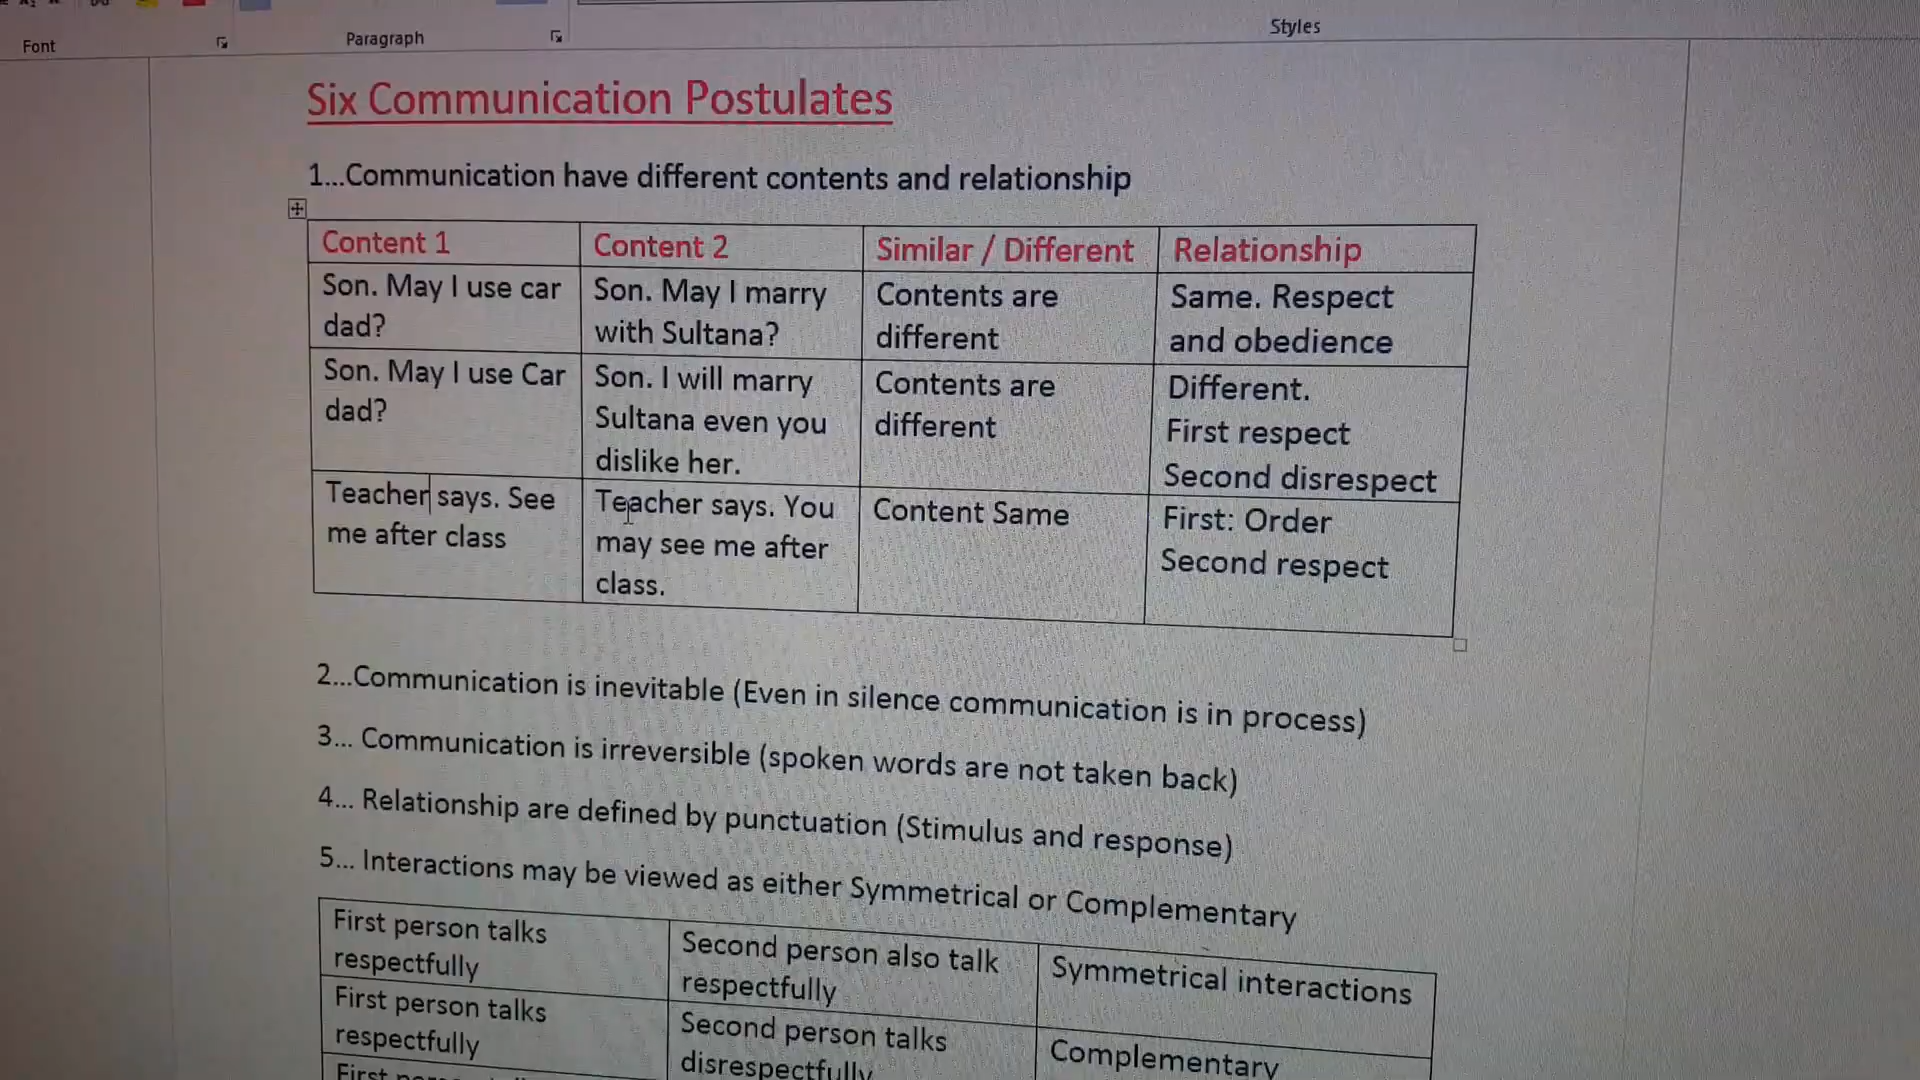 Font
Paragraph
Styles
Six Communication Postulates
1...Communication have different contents and relationship
Content 1
Content 2
Similar / Different
Relationship
Son. May I use car
dad?
Son. May I marry
with Sultana?
Contents are
different
Same. Respect
and obedience
Son. May I use Car
dad?
Son. I will marry
Sultana even you
dislike her.
Contents are
different
Different.
First respect
Second disrespect
Teacher says. See
me after class
Teacher says. You
may see me after
class.
Content Same
First: Order
Second respect
2...Communication is inevitable (Even in silence communication is in process)
3... Communication is irreversible (spoken words are not taken back)
4... Relationship are defined by punctuation (Stimulus and response)
5... Interactions may be viewed as either Symmetrical or Complementary
First person talks
respectfully
Second person also talk
respectfully
Symmetrical interactions
First person talks
respectfully
Second person talks
disrespectfully
Complementary
First